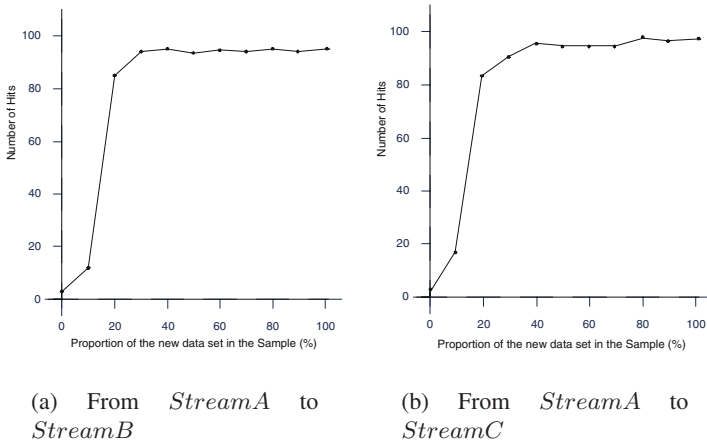 100
80
60
40
20
0
Number of Hits
0 20 40 60 80 100
Proportion of the new data set in the Sample (%)
(a) From StreamA to
StreamB
100
80
60
40
20
0
Number of Hits
0 20 40 60 80 100
Proportion of the new data set in the Sample (%)
(b) From StreamA to
StreamC